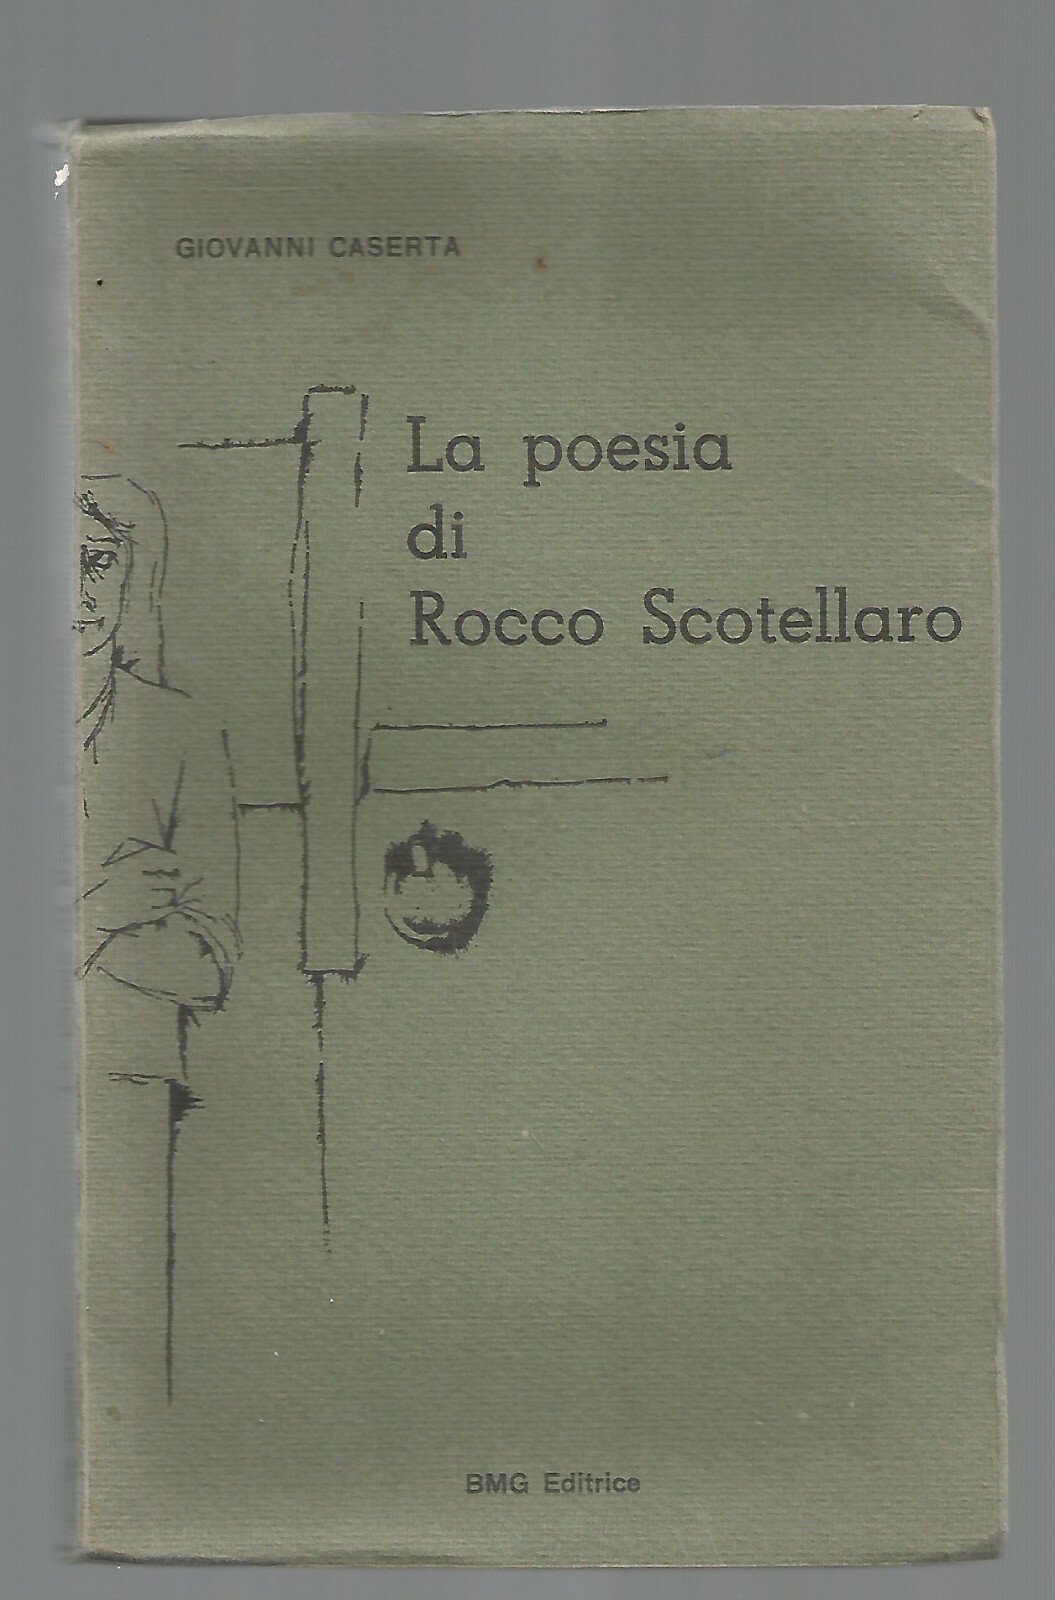 GIOVANNI CASERTA
La poesia
di
Rocco Scotellaro
BMG Editrice